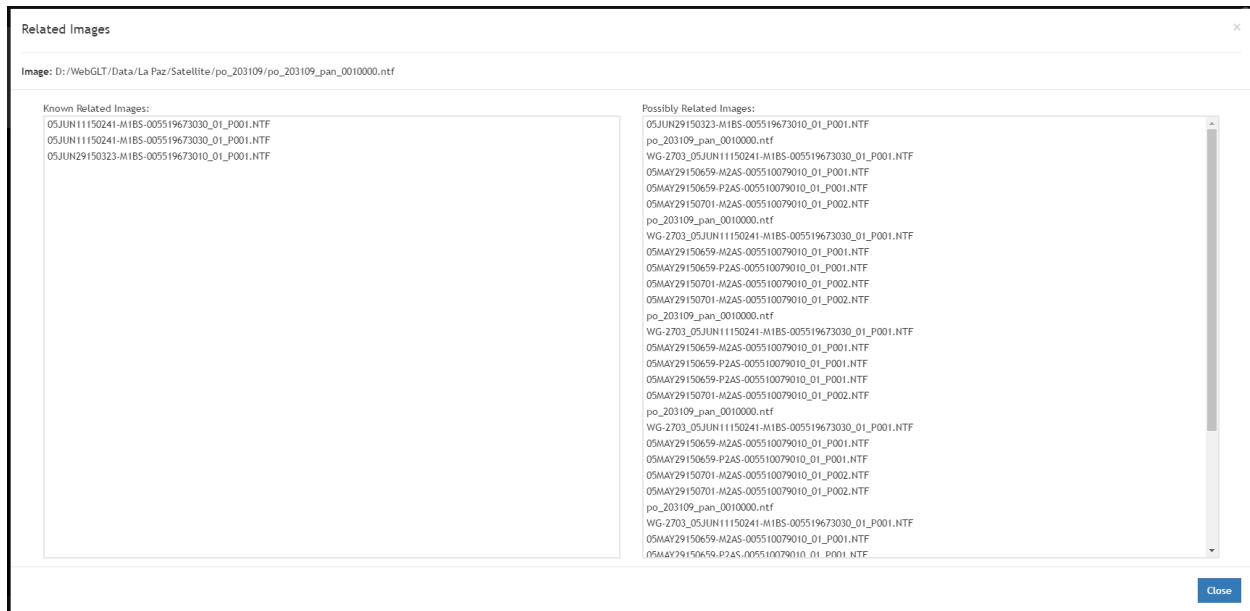 Related Images
×
Image: D:/WebGLT/Data/La Paz/Satellite/po_203109/po_203109_pan_0010000.ntf
Known Related Images:
05JUN11150241-M1BS-005519673030_01_P001.NTF
05JUN11150241-M1BS-005519673030_01_P001.NTF
05JUN29150323-M1BS-005519673010_01_P001.NTF
Possibly Related Images:
05JUN29150323-M1BS-005519673010_01_P001.NTF
po_203109_pan_0010000.ntf
WG-2703_05JUN11150241-M1BS-005519673030_01_P001.NTF
05MAY29150659-M2AS-005510079010_01_P001.NTF
05MAY29150659-P2AS-005510079010_01_P001.NTF
05MAY29150701-M2AS-005510079010_01_P002.NTF
po_203109_pan_0010000.ntf
WG-2703_05JUN11150241-M1BS-005519673030_01_P001.NTF
05MAY29150659-M2AS-005510079010_01_P001.NTF
05MAY29150659-P2AS-005510079010_01_P001.NTF
05MAY29150701-M2AS-005510079010_01_P002.NTF
05MAY29150701-M2AS-005510079010_01_P002.NTF
po_203109_pan_0010000.ntf
WG-2703_05JUN11150241-M1BS-005519673030_01_P001.NTF
05MAY29150659-M2AS-005510079010_01_P001.NTF
05MAY29150659-P2AS-005510079010_01_P001.NTF
05MAY29150659-P2AS-005510079010_01_P001.NTF
05MAY29150701-M2AS-005510079010_01_P002.NTF
po_203109_pan_0010000.ntf
WG-2703_05JUN11150241-M1BS-005519673030_01_P001.NTF
05MAY29150659-M2AS-005510079010_01_P001.NTF
05MAY29150659-P2AS-005510079010_01_P001.NTF
05MAY29150701-M2AS-005510079010_01_P002.NTF
05MAY29150701-M2AS-005510079010_01_P002.NTF
po_203109_pan_0010000.ntf
WG-2703_05JUN11150241-M1BS-005519673030_01_P001.NTF
05MAY29150659-M2AS-005510079010_01_P001.NTF
05MAY29150659-P2AS-005510079010_01_P001.NTF
Close